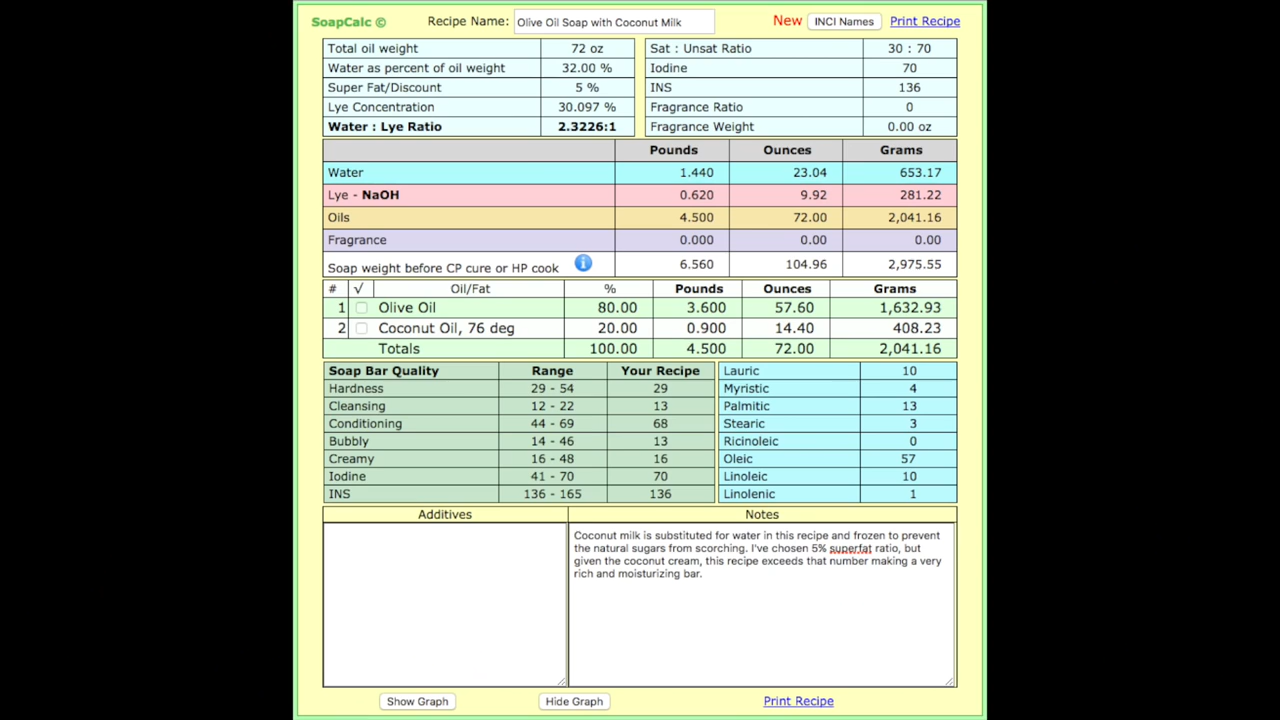 SoapCalc © Recipe Name: Olive Oil Soap with Coconut Milk New INCI Names Print Recipe
Total oil weight 72 oz Sat : Unsat Ratio 30 : 70
Water as percent of oil weight 32.00 % Iodine 70
Super Fat/Discount 5 % INS 136
Lye Concentration 30.097 % Fragrance Ratio 0
Water : Lye Ratio 2.3226:1 Fragrance Weight 0.00 oz
Pounds Ounces Grams
Water 1.440 23.04 653.17
Lye - NaOH 0.620 9.92 281.22
Oils 4.500 72.00 2,041.16
Fragrance 0.000 0.00 0.00
Soap weight before CP cure or HP cook i 6.560 104.96 2,975.55
# √ Oil/Fat % Pounds Ounces Grams
1 Olive Oil 80.00 3.600 57.60 1,632.93
2 Coconut Oil, 76 deg 20.00 0.900 14.40 408.23
Totals 100.00 4.500 72.00 2,041.16
Soap Bar Quality Range Your Recipe Lauric 10
Hardness 29 - 54 29 Myristic 4
Cleansing 12 - 22 13 Palmitic 13
Conditioning 44 - 69 68 Stearic 3
Bubbly 14 - 46 13 Ricinoleic 0
Creamy 16 - 48 16 Oleic 57
Iodine 41 - 70 70 Linoleic 10
INS 136 - 165 136 Linolenic 1
Additives Notes
Coconut milk is substituted for water in this recipe and frozen to prevent
the natural sugars from scorching. I've chosen 5% superfat ratio, but
given the coconut cream, this recipe exceeds that number making a very
rich and moisturizing bar.
Show Graph Hide Graph Print Recipe